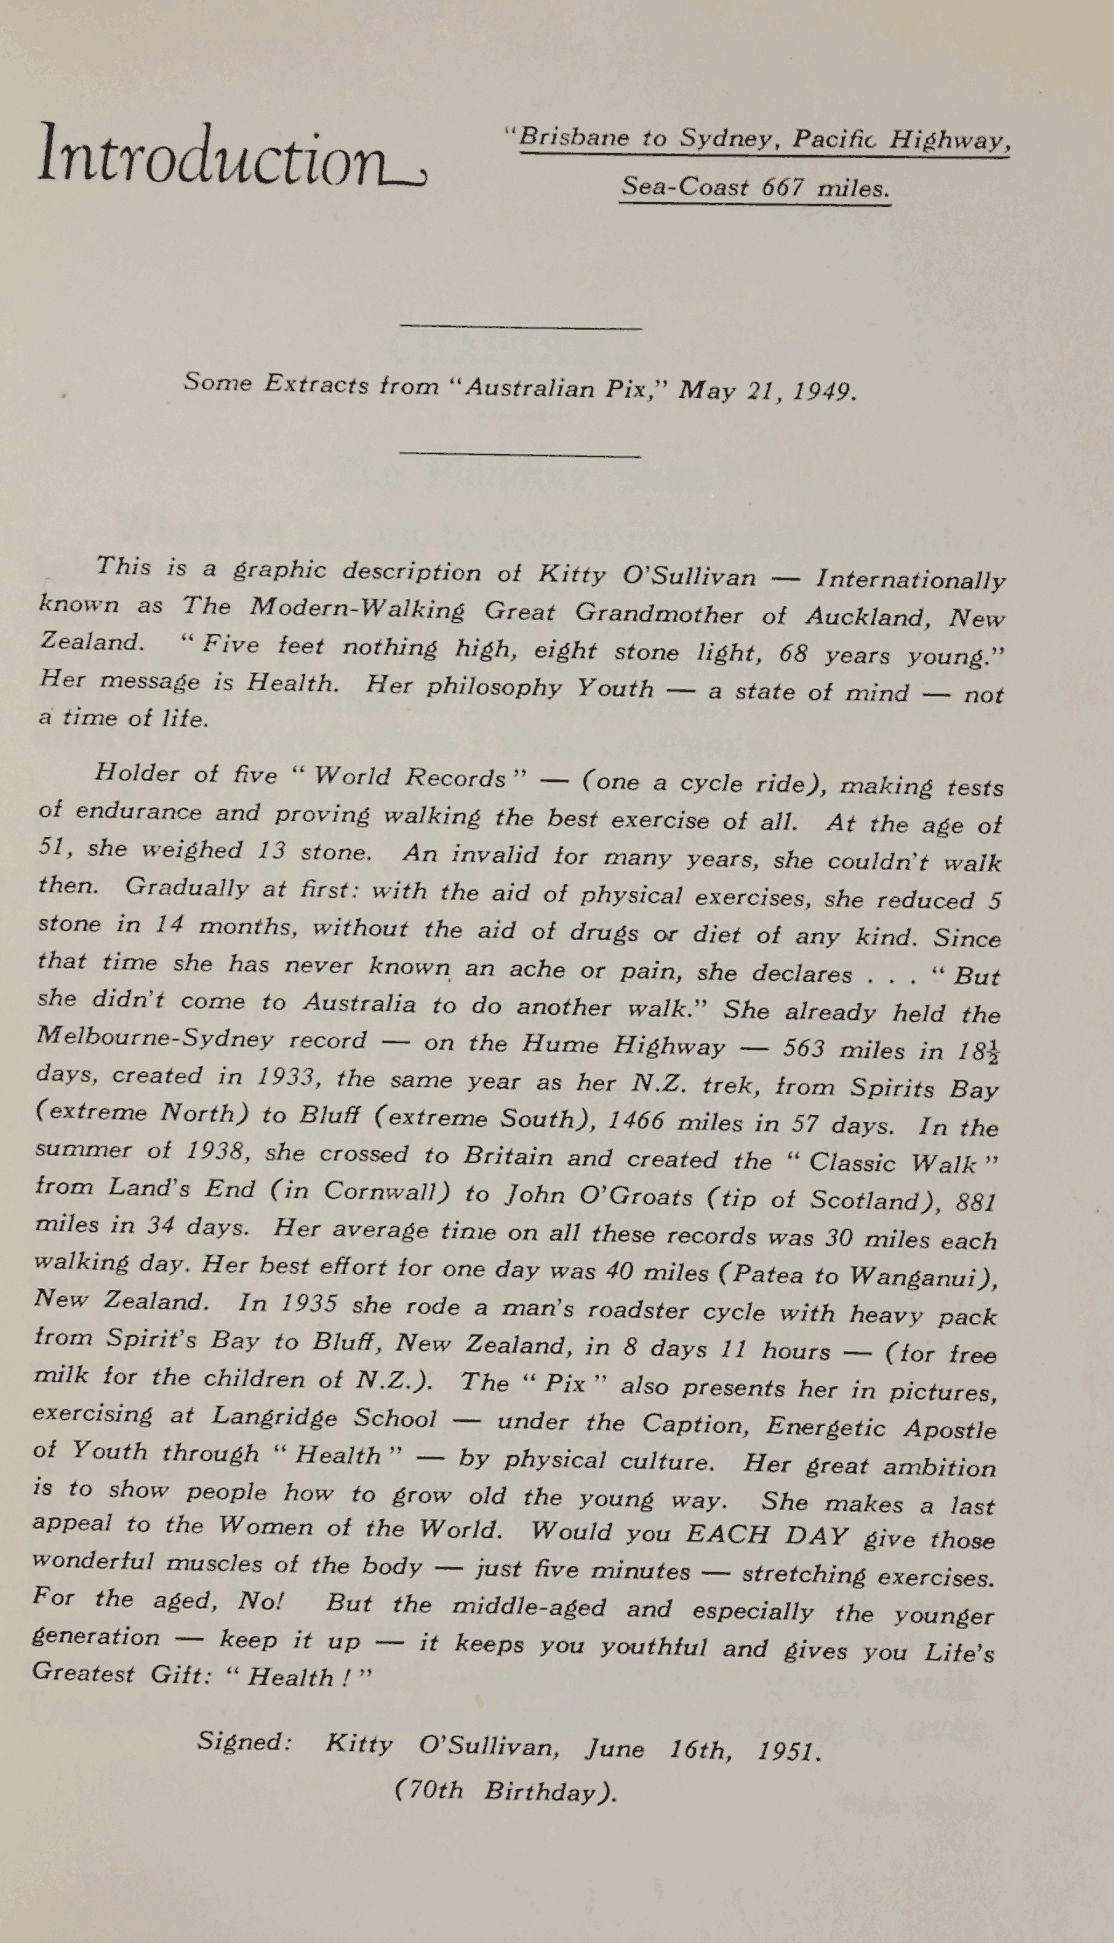 Introduction
“Brisbane to Sydney, Pacific Highway,
Sea-Coast 667 miles.
Some Extracts from “Australian Pix,” May 21, 1949.
This is a graphic description of Kitty O’Sullivan — Internationally
known as The Modern-Walking Great Grandmother of Auckland, New
Zealand. “ Five feet nothing high, eight stone light, 68 years young.”
Her message is Health. Her philosophy Youth — a state of mind — not
a time of life.
Holder of five “ World Records ” — (one a cycle ride), making tests
of endurance and proving walking the best exercise of all. At the age of
51, she weighed 13 stone. An invalid for many years, she couldn’t walk
then. Gradually at first: with the aid of physical exercises, she reduced 5
stone in 14 months, without the aid of drugs or diet of any kind. Since
that time she has never known an ache or pain, she declares . . . “ But
she didn’t come to Australia to do another walk.” She already held the
Melbourne-Sydney record — on the Hume Highway — 563 miles in 18½
days, created in 1933, the same year as her N.Z. trek, from Spirits Bay
(extreme North) to Bluff (extreme South), 1466 miles in 57 days. In the
summer of 1938, she crossed to Britain and created the “ Classic Walk ”
from Land’s End (in Cornwall) to John O’Groats (tip of Scotland), 881
miles in 34 days. Her average time on all these records was 30 miles each
walking day. Her best effort for one day was 40 miles (Patea to Wanganui),
New Zealand. In 1935 she rode a man’s roadster cycle with heavy pack
from Spirit’s Bay to Bluff, New Zealand, in 8 days 11 hours — (for free
milk for the children of N.Z.). The “ Pix ” also presents her in pictures,
exercising at Langridge School — under the Caption, Energetic Apostle
of Youth through “ Health ” — by physical culture. Her great ambition
is to show people how to grow old the young way. She makes a last
appeal to the Women of the World. Would you EACH DAY give those
wonderful muscles of the body — just five minutes — stretching exercises.
For the aged, No! But the middle-aged and especially the younger
generation — keep it up — it keeps you youthful and gives you Life’s
Greatest Gift: “ Health ! ”
Signed: Kitty O’Sullivan, June 16th, 1951.
(70th Birthday).